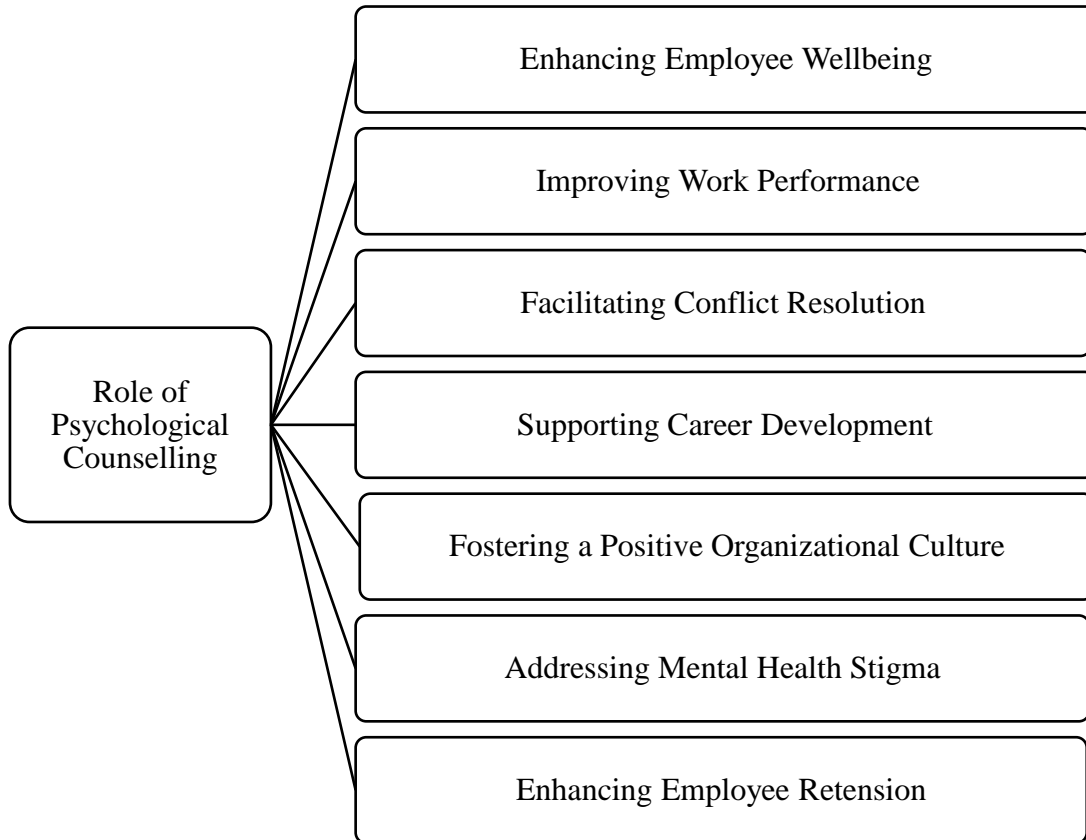 Enhancing Employee Wellbeing
Improving Work Performance
Facilitating Conflict Resolution
Role of
Psychological
Counselling
Supporting Career Development
Fostering a Positive Organizational Culture
Addressing Mental Health Stigma
Enhancing Employee Retension